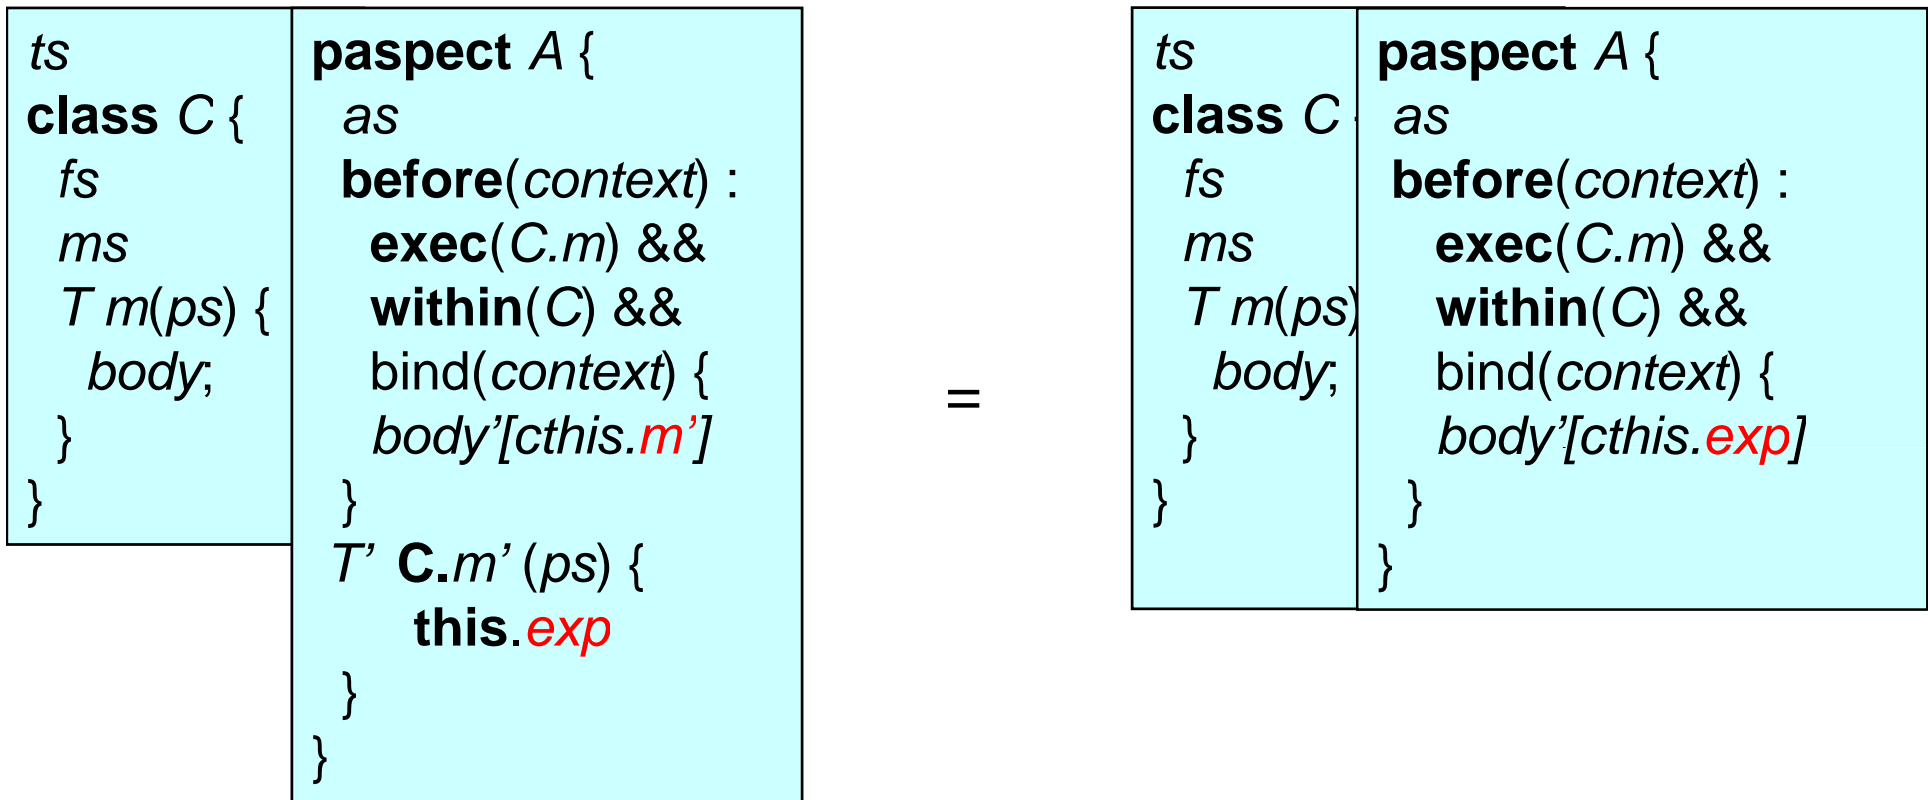 ts
class C {
fs
ms
T m(ps) {
body;
}
}
paspect A {
as
before(context) :
exec(C.m) &&
within(C) &&
bind(context) {
body’[cthis.m’]
}
T’ C.m’ (ps) {
this.exp
}
}
=
ts
class C
fs
ms
T m(ps)
body;
}
}
paspect A {
as
before(context) :
exec(C.m) &&
within(C) &&
bind(context) {
body’[cthis.exp]
}
}